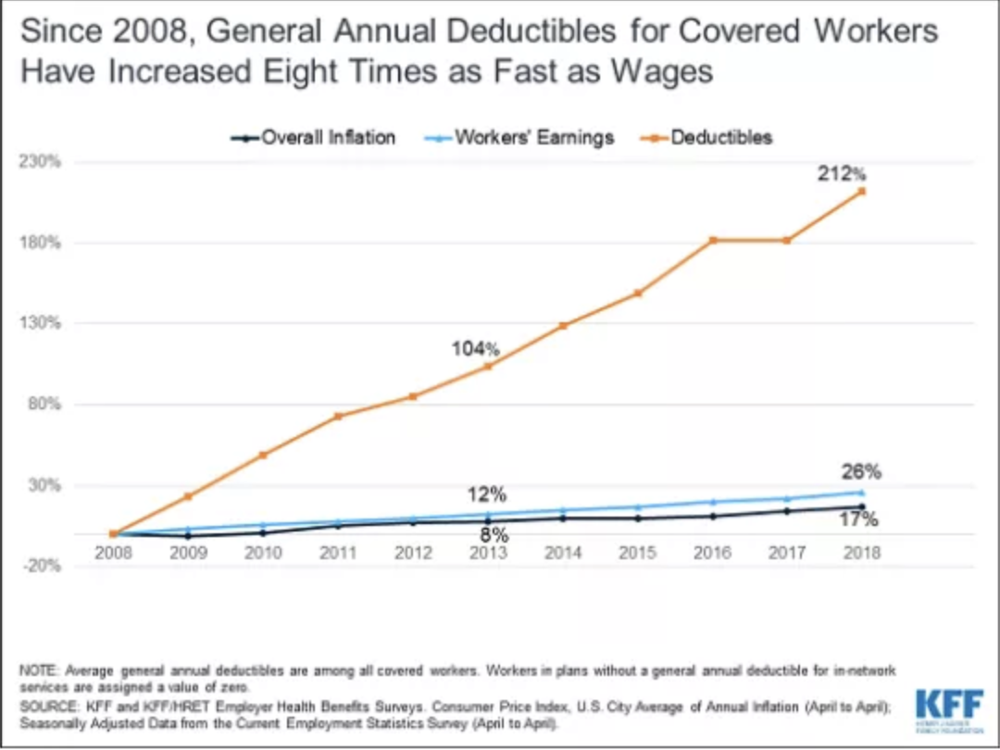 Since 2008, General Annual Deductibles for Covered Workers
Have Increased Eight Times as Fast as Wages
Overall Inflation Workers' Earnings Deductibles
230%
212%
180%
130%
104%
80%
30%
26%
12%
17%
8%
2008 2009 2010 2011 2012 2013 2014 2015 2016 2017 2018
-20%
NOTE: Average general annual deductibles are among all covered workers. Workers in plans without a general annual deductible for in-network
services are assigned a value of zero.
SOURCE: KFF and KFF/HRET Employer Health Benefits Surveys. Consumer Price Index, U.S. City Average of Annual Inflation (April to April);
Seasonally Adjusted Data from the Current Employment Statistics Survey (April to April).
KFF
HENRY J KAISER
FAMILY FOUNDATION